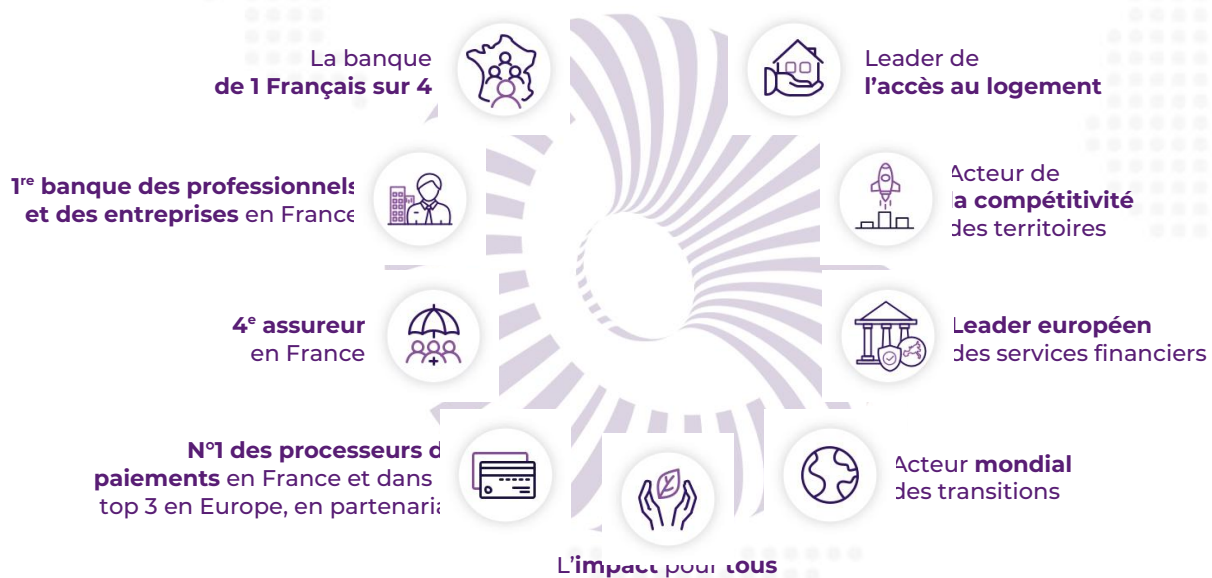 La banque
de 1 Français sur 4
Leader de
l'accès au logement
1re banque des professionnels
et des entreprises en France
Acteur de
la compétitivité
des territoires
4e assureur
en France
Leader européen
des services financiers
N°1 des processeurs d
paiements en France et dans
top 3 en Europe, en partenaria
Acteur mondial
des transitions
L'impact pour tous